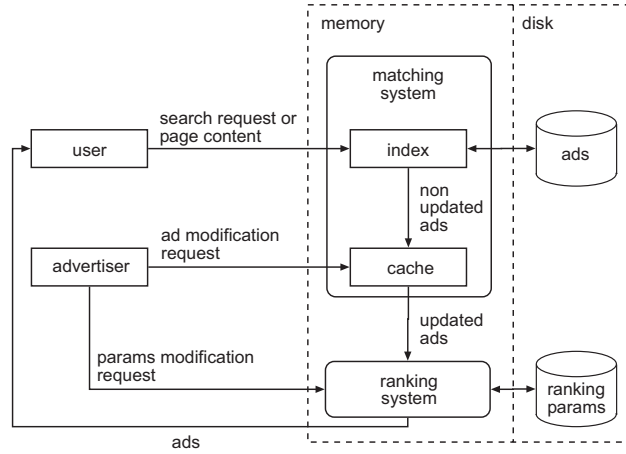 memory
disk
matching
system
search request or
page content
user
index
ads
non
updated
ads
ad modification
request
advertiser
cache
updated
ads
params modification
request
ranking
system
ranking
params
ads